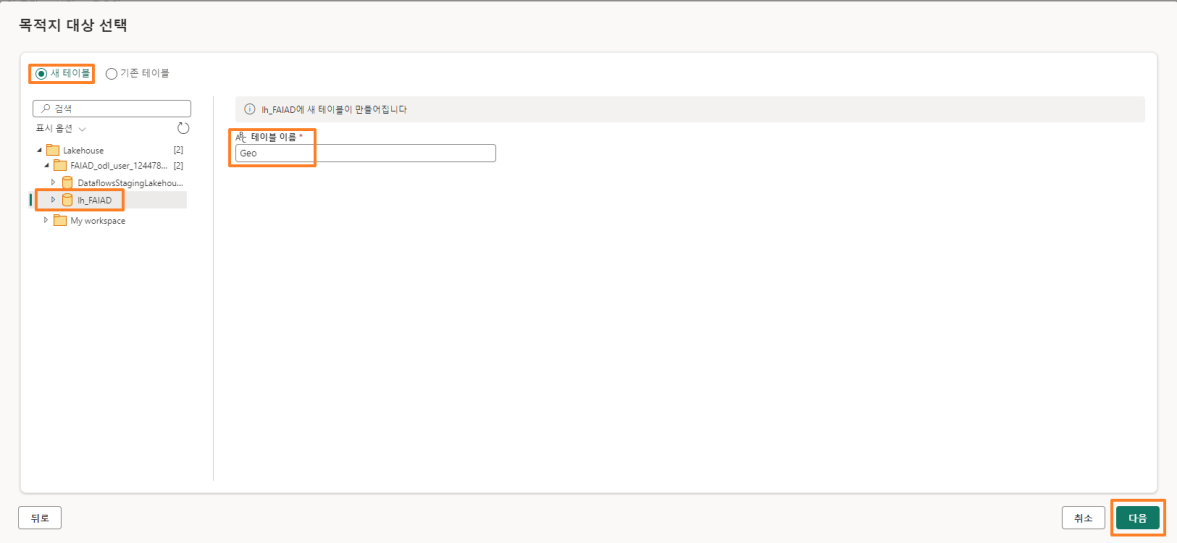 목적지 대상 선택
새 테이블 기존 테이블
검색
표시 옵션
Lakehouse [2]
FAIAD_odl_user_124478... [2]
DataflowsStagingLakehou...
lh_FAIAD
My workspace
lh_FAIAD에 새 테이블이 만들어집니다
ABC 테이블 이름 *
Geo
뒤로 취소 다음